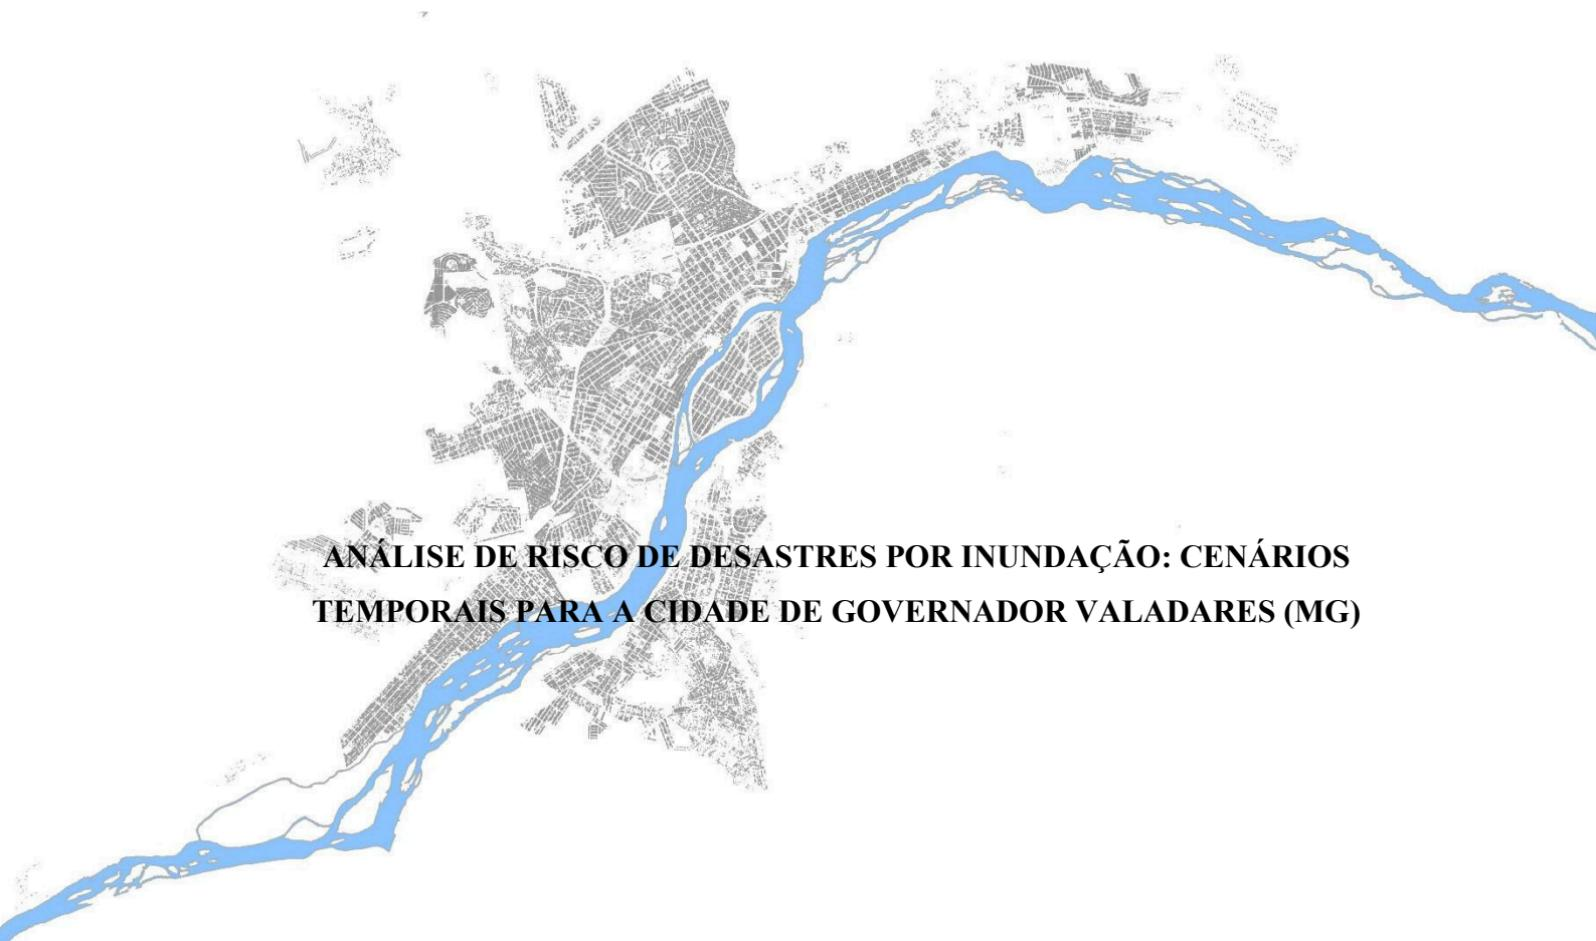 ANÁLISE DE RISCO DE DESASTRES POR INUNDAÇÃO: CENÁRIOS
TEMPORAIS PARA A CIDADE DE GOVERNADOR VALADARES (MG)